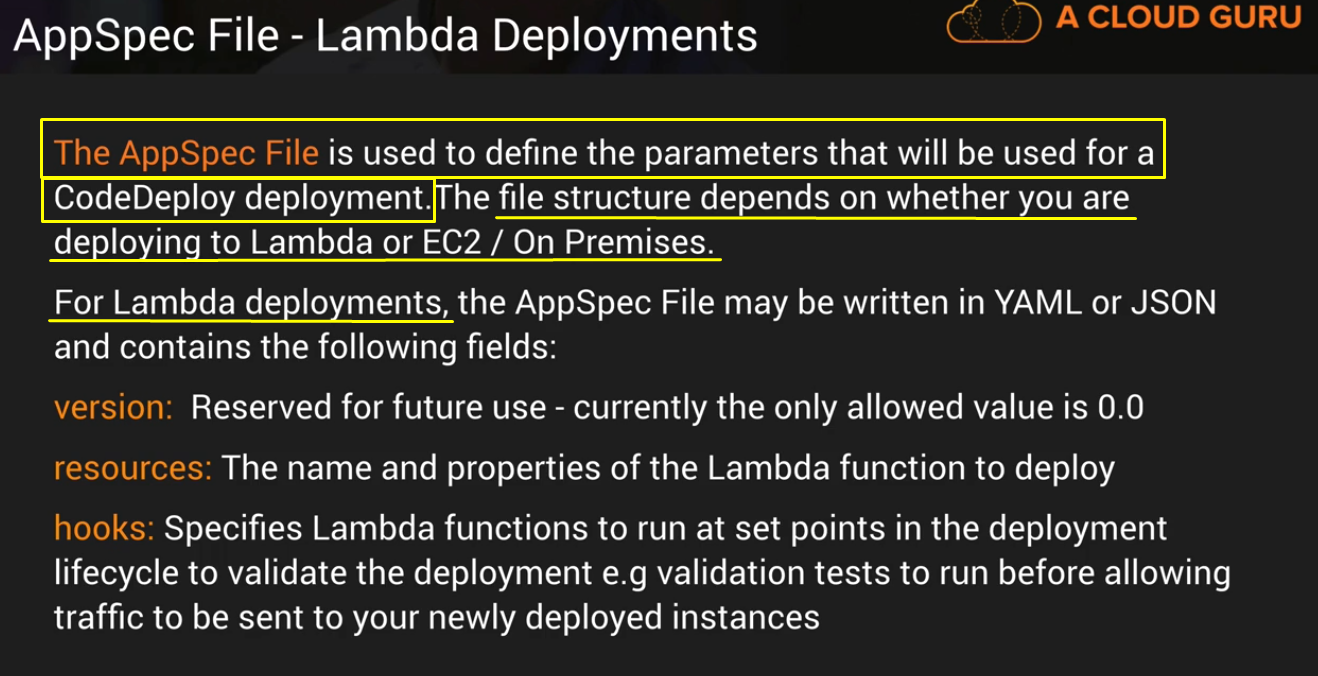 AppSpec File - Lambda Deployments
A CLOUD GURU
The AppSpec File is used to define the parameters that will be used for a
CodeDeploy deployment. The file structure depends on whether you are
deploying to Lambda or EC2 / On Premises.
For Lambda deployments, the AppSpec File may be written in YAML or JSON
and contains the following fields:
version: Reserved for future use - currently the only allowed value is 0.0
resources: The name and properties of the Lambda function to deploy
hooks: Specifies Lambda functions to run at set points in the deployment
lifecycle to validate the deployment e.g validation tests to run before allowing
traffic to be sent to your newly deployed instances